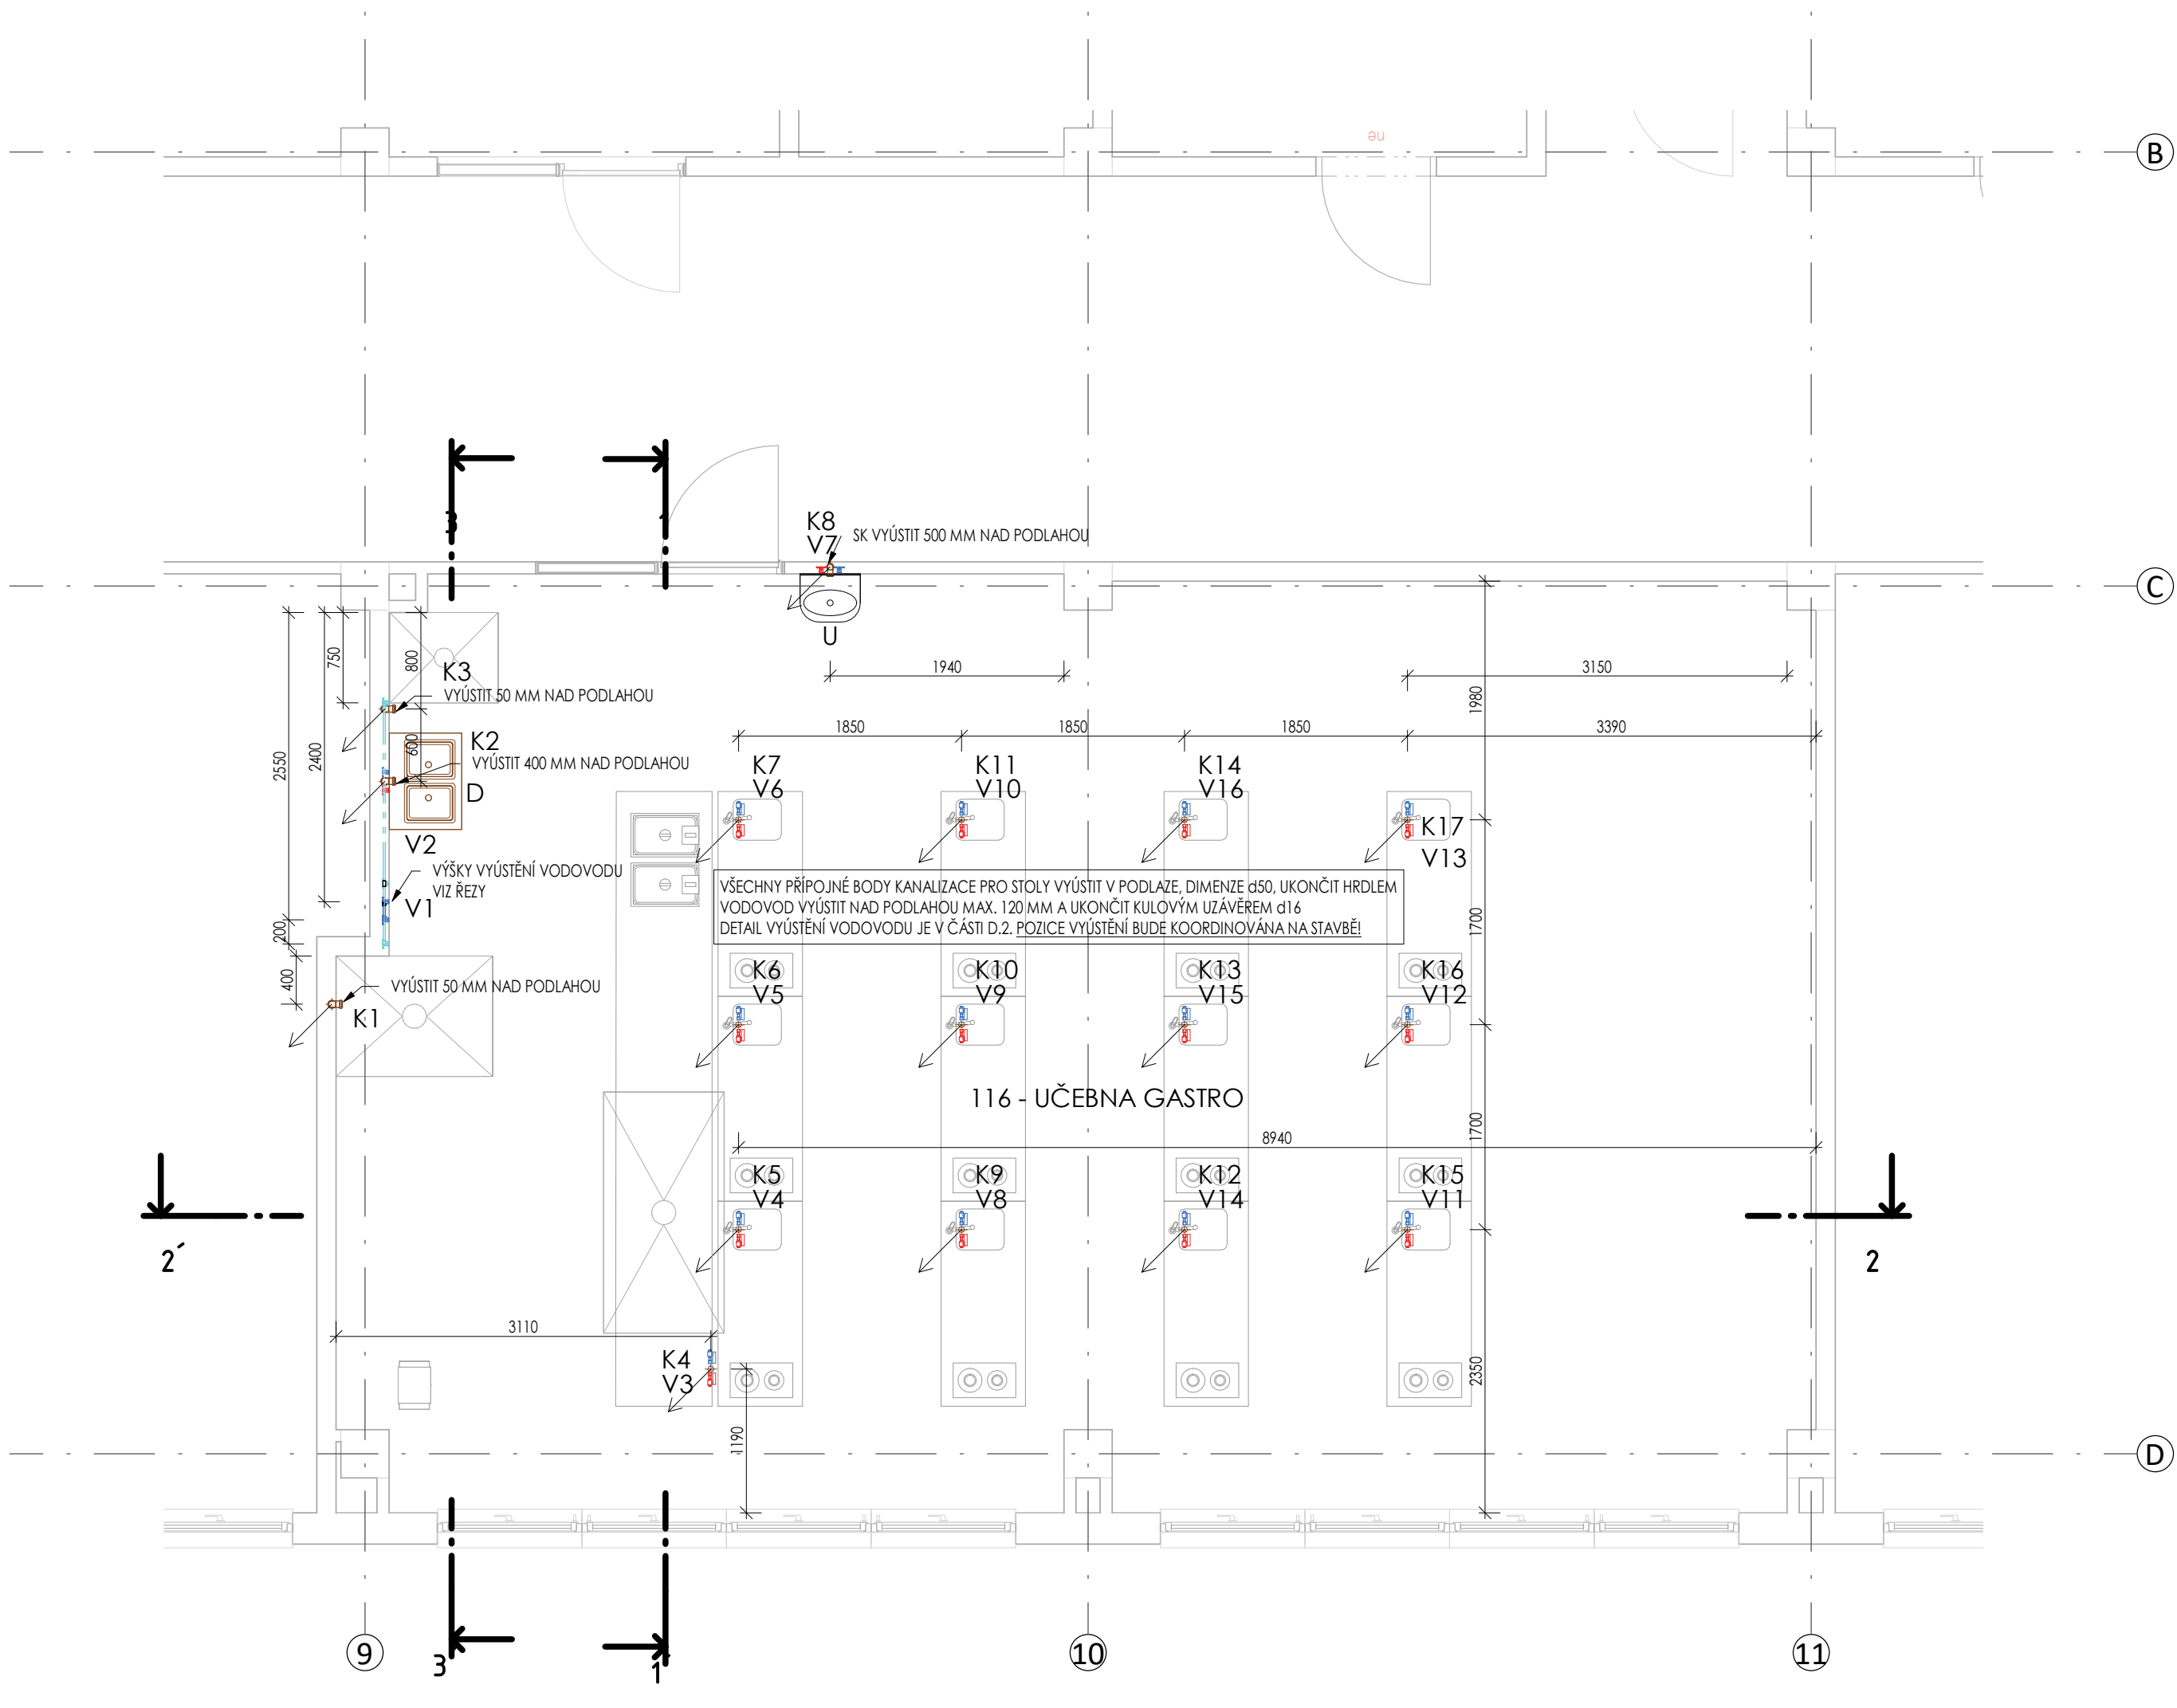 ne
B
3
1
K8
V7
SK VYÚSTIT 500 MM NAD PODLAHOU
C
U
750
800
1940
3150
K3
VYÚSTIT 50 MM NAD PODLAHOU
1980
1850
1850
1850
3390
2550
2400
600
K2
VYÚSTIT 400 MM NAD PODLAHOU
D
K7
V6
K11
V10
K14
V16
K17
V13
V2
VÝŠKY VYÚSTĚNÍ VODOVODU
VIZ ŘEZY
V1
VŠECHNY PŘÍPOJNÉ BODY KANALIZACE PRO STOLY VYÚSTIT V PODLAZE, DIMENZE d50, UKONČIT HRDLEM
VODOVOD VYÚSTIT NAD PODLAHOU MAX. 120 MM A UKONČIT KULOVÝM UZÁVĚREM d16
DETAIL VYÚSTĚNÍ VODOVODU JE V ČÁSTI D.2. POZICE VYÚSTĚNÍ BUDE KOORDINOVÁNA NA STAVBĚ!
200
1700
400
VYÚSTIT 50 MM NAD PODLAHOU
K1
K6
V5
K10
V9
K13
V15
K16
V12
116 - UČEBNA GASTRO
1700
8940
K5
V4
K9
V8
K12
V14
K15
V11
2´
2
3110
K4
V3
2350
1190
D
9
10
11
3
1